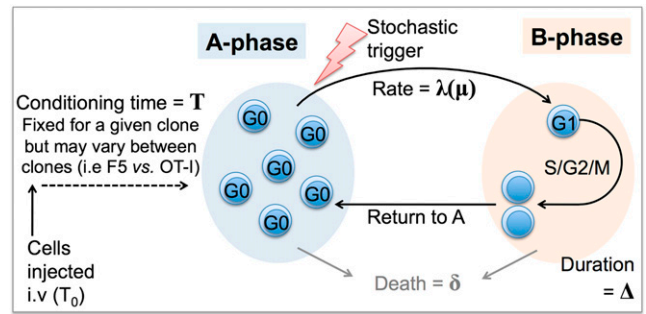 A-phase
Stochastic
trigger
B-phase
Conditioning time = T
Fixed for a given clone
but may vary between
clones (i.e F5 vs. OT-I)
Rate = λ(μ)
G0
G0
G0
G0
G0
G0
G1
S/G2/M
Return to A
Cells
injected
i.v (T₀)
Death = δ
Duration
= Δ